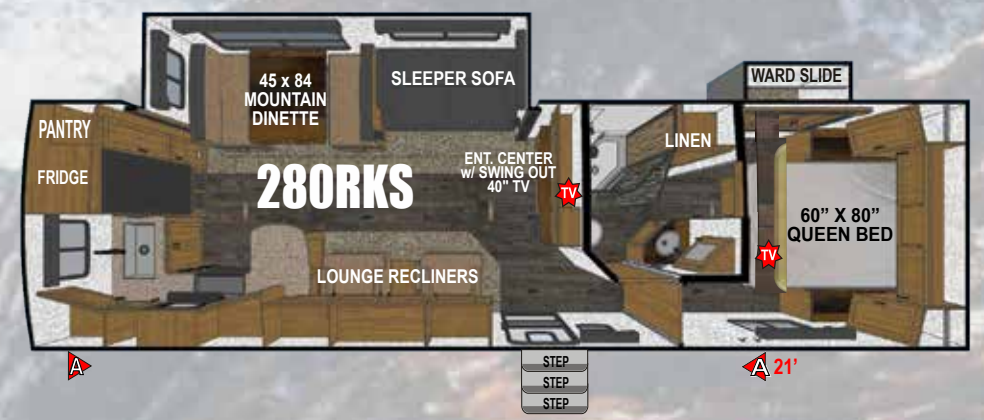 WARD SLIDE
45 x 84
MOUNTAIN
DINETTE
SLEEPER SOFA
PANTRY
FRIDGE
LINEN
280RKS
ENT. CENTER
w/ SWING OUT
40" TV
TV
60” X 80”
QUEEN BED
TV
LOUNGE RECLINERS
A
STEP
STEP
STEP
A 21’